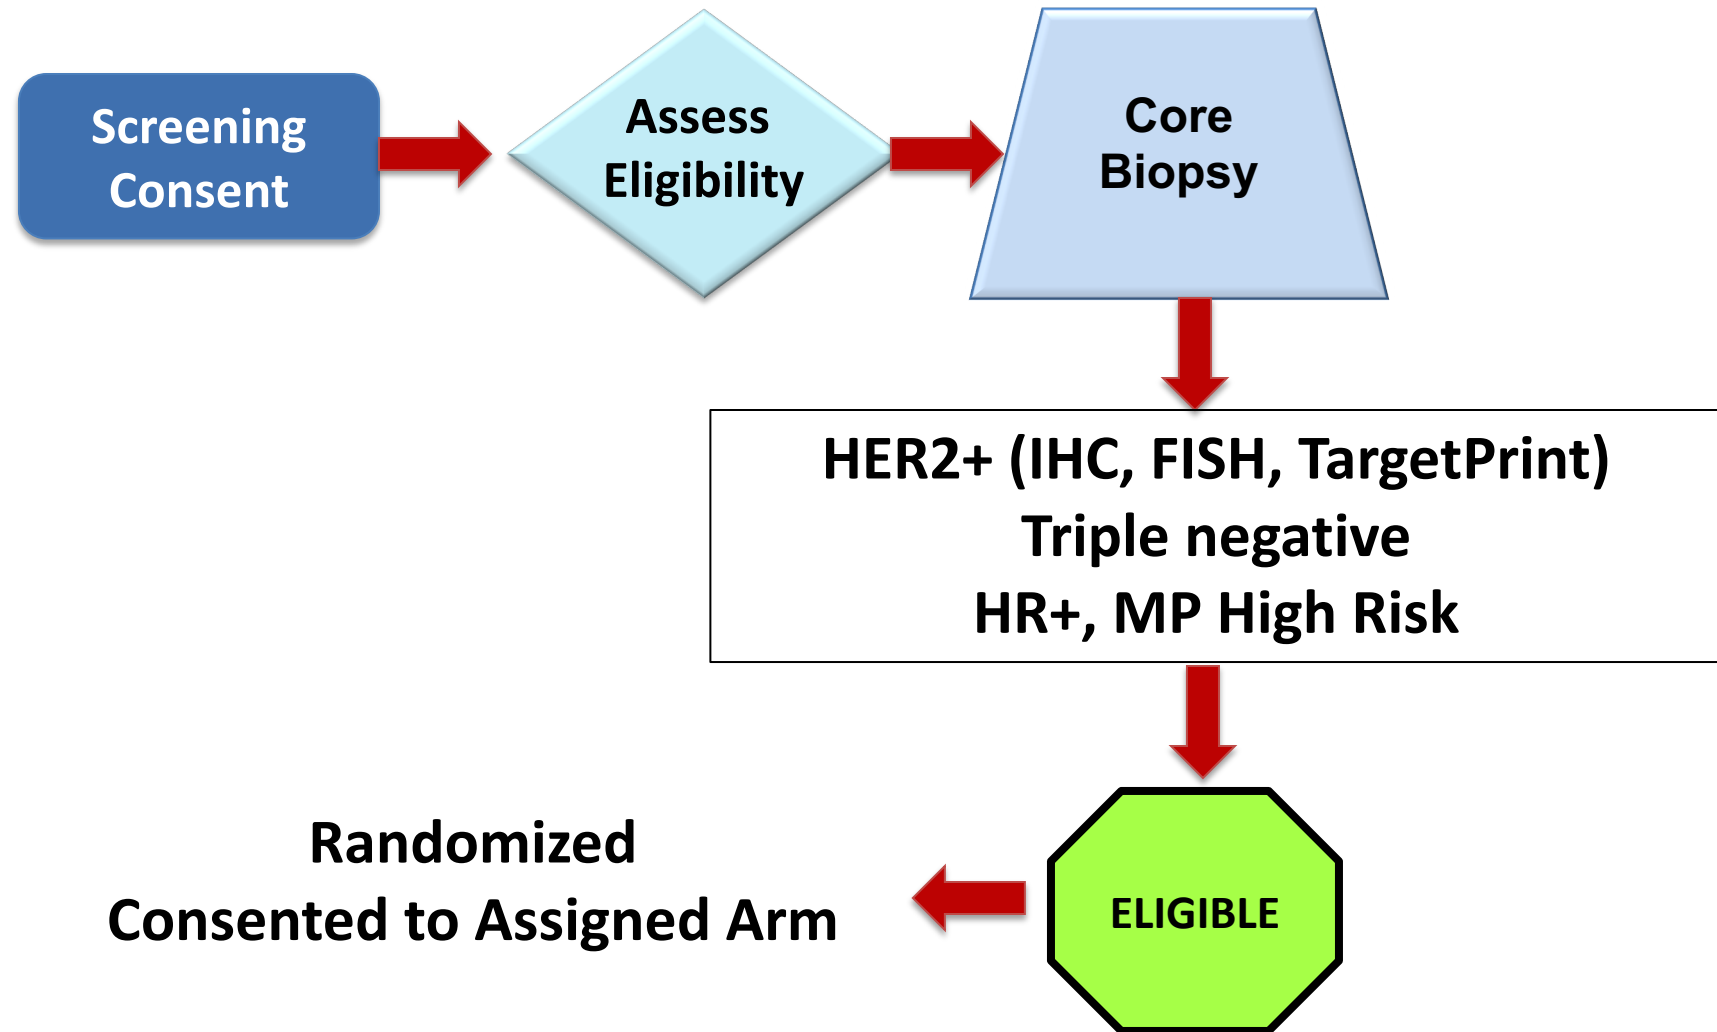 Screening
Consent
Assess
Eligibility
Core
Biopsy
HER2+ (IHC, FISH, TargetPrint)
Triple negative
HR+, MP High Risk
ELIGIBLE
Randomized
Consented to Assigned Arm